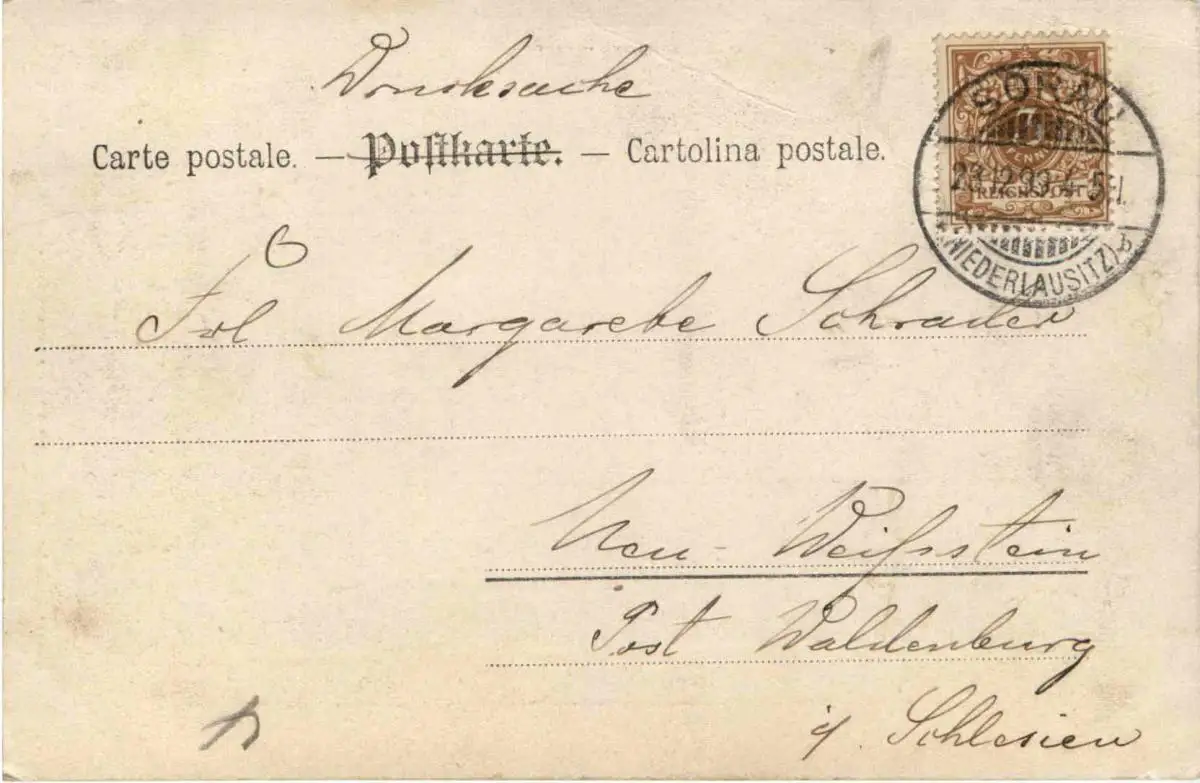 Drucksache
Carte postale. — Postkarte. — Cartolina postale.
SORAU
REICHSPOST
(NIEDERLAUSITZ) b
Frl Margarete Schrader
Neu-Weißstein
Post Waldenburg
i/ Schlesien